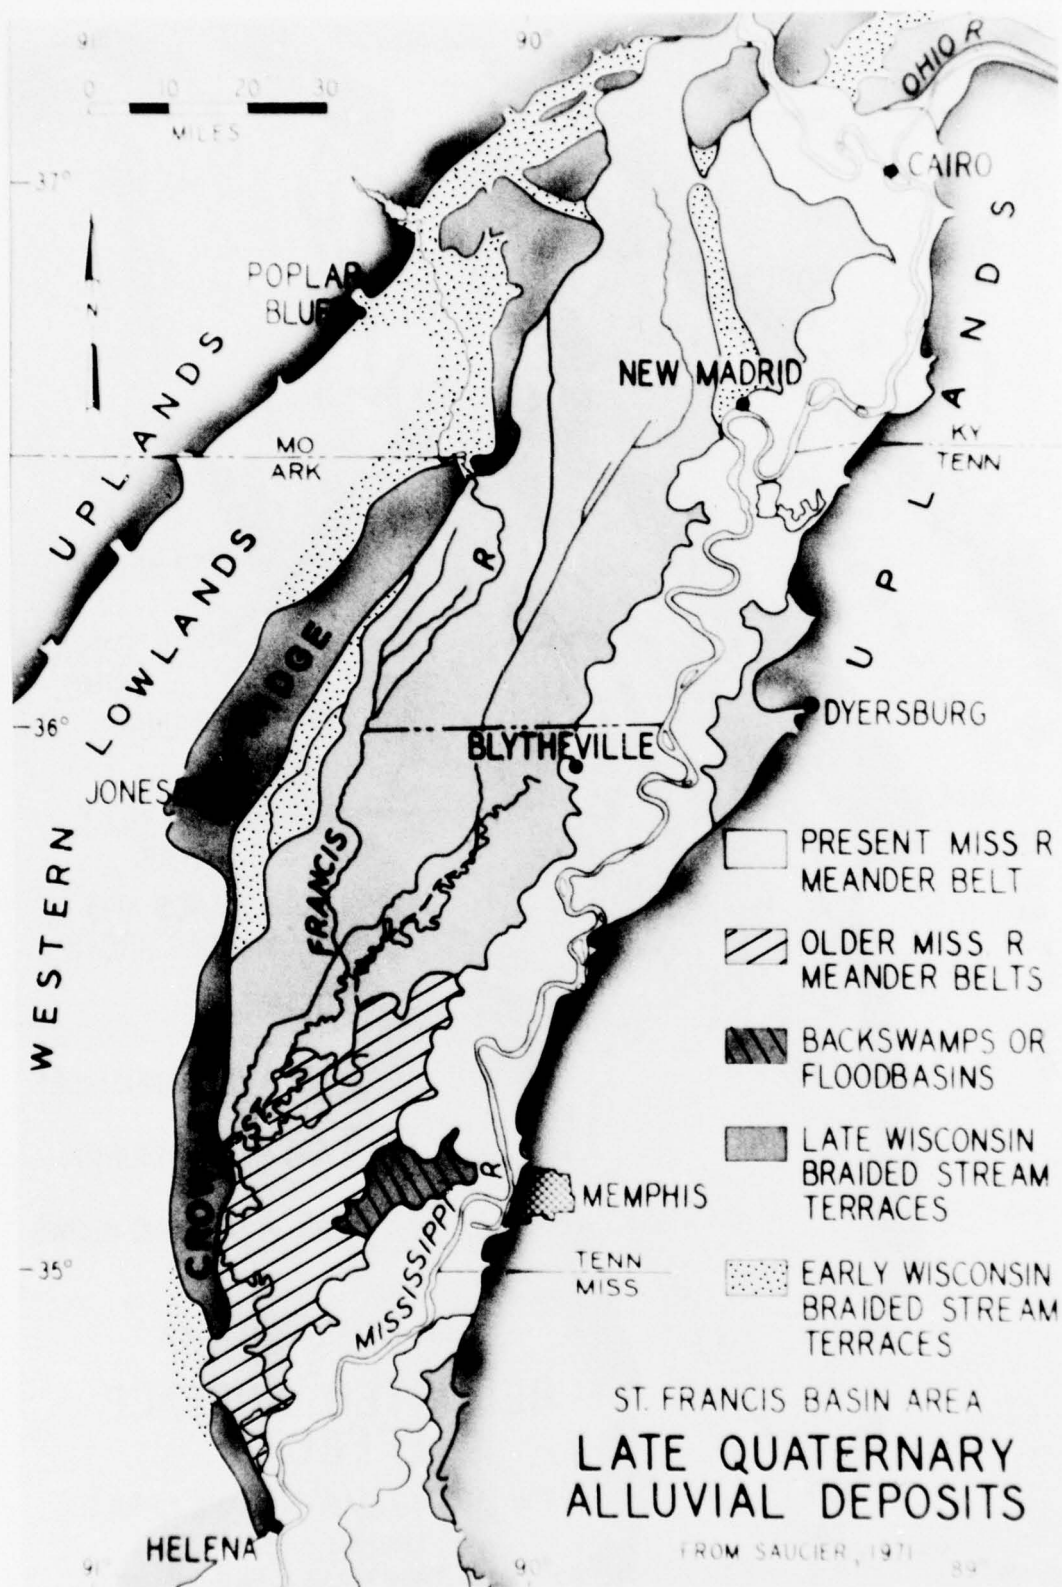 91°
90°
0 10 20 30
MILES
OHIO R
37°
CAIRO
N
POPLAR
BLUFF
UPLANDS
NEW MADRID
UPLANDS
MO
ARK
KY
TENN
R
LOWLANDS
RIDGE
36°
DYERSBURG
BLYTHEVILLE
JONES
WESTERN
FRANCIS
ST.
PRESENT MISS R
MEANDER BELT
OLDER MISS R
MEANDER BELTS
BACKSWAMPS OR
FLOODBASINS
LATE WISCONSIN
BRAIDED STREAM
TERRACES
EARLY WISCONSIN
BRAIDED STREAM
TERRACES
MEMPHIS
MISSISSIPPI R
35°
TENN
MISS
ST. FRANCIS BASIN AREA
LATE QUATERNARY
ALLUVIAL DEPOSITS
FROM SAUCIER, 1971
HELENA
91°
90°
89°